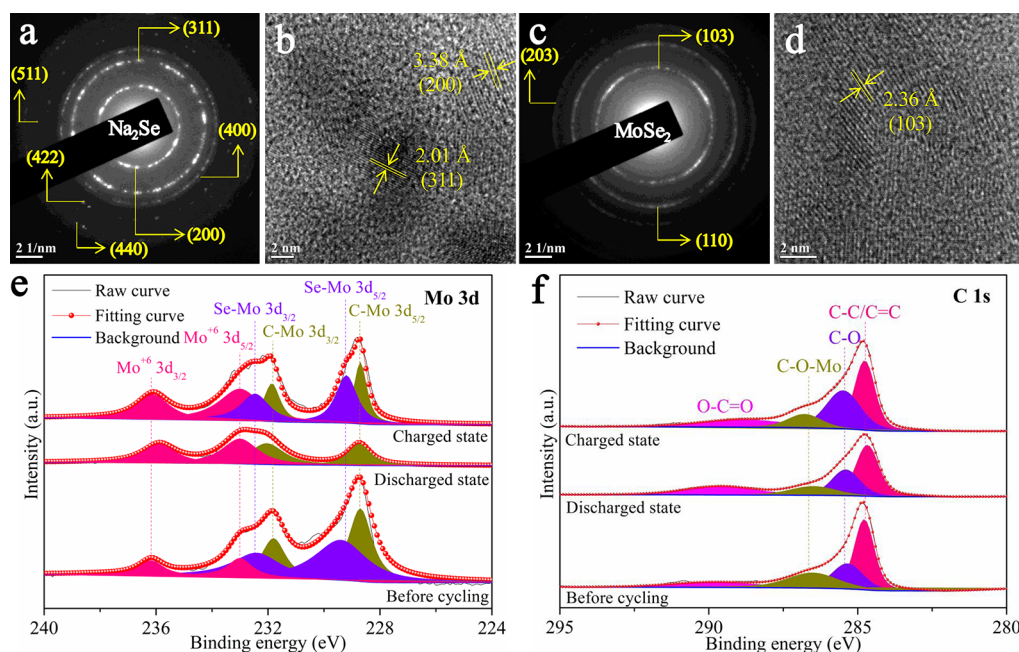 a
(311)
(511)
Na₂Se
(400)
(422)
(200)
(440)
2 1/nm
b
3.38 Å
(200)
2.01 Å
(311)
2 nm
c
(103)
(203)
MoSe₂
(110)
2 1/nm
d
2.36 Å
(103)
2 nm
e
Mo 3d
Raw curve
Fitting curve
Background
Se-Mo 3d₅/₂
Se-Mo 3d₃/₂
C-Mo 3d₅/₂
Mo⁺⁶ 3d₅/₂
C-Mo 3d₃/₂
Mo⁺⁶ 3d₃/₂
Charged state
Discharged state
Before cycling
Intensity (a.u.)
240 236 232 228 224
Binding energy (eV)
f
C 1s
Raw curve
Fitting curve
Background
C-C/C=C
C-O
C-O-Mo
O-C=O
Charged state
Discharged state
Before cycling
Intensity (a.u.)
295 290 285 280
Binding energy (eV)